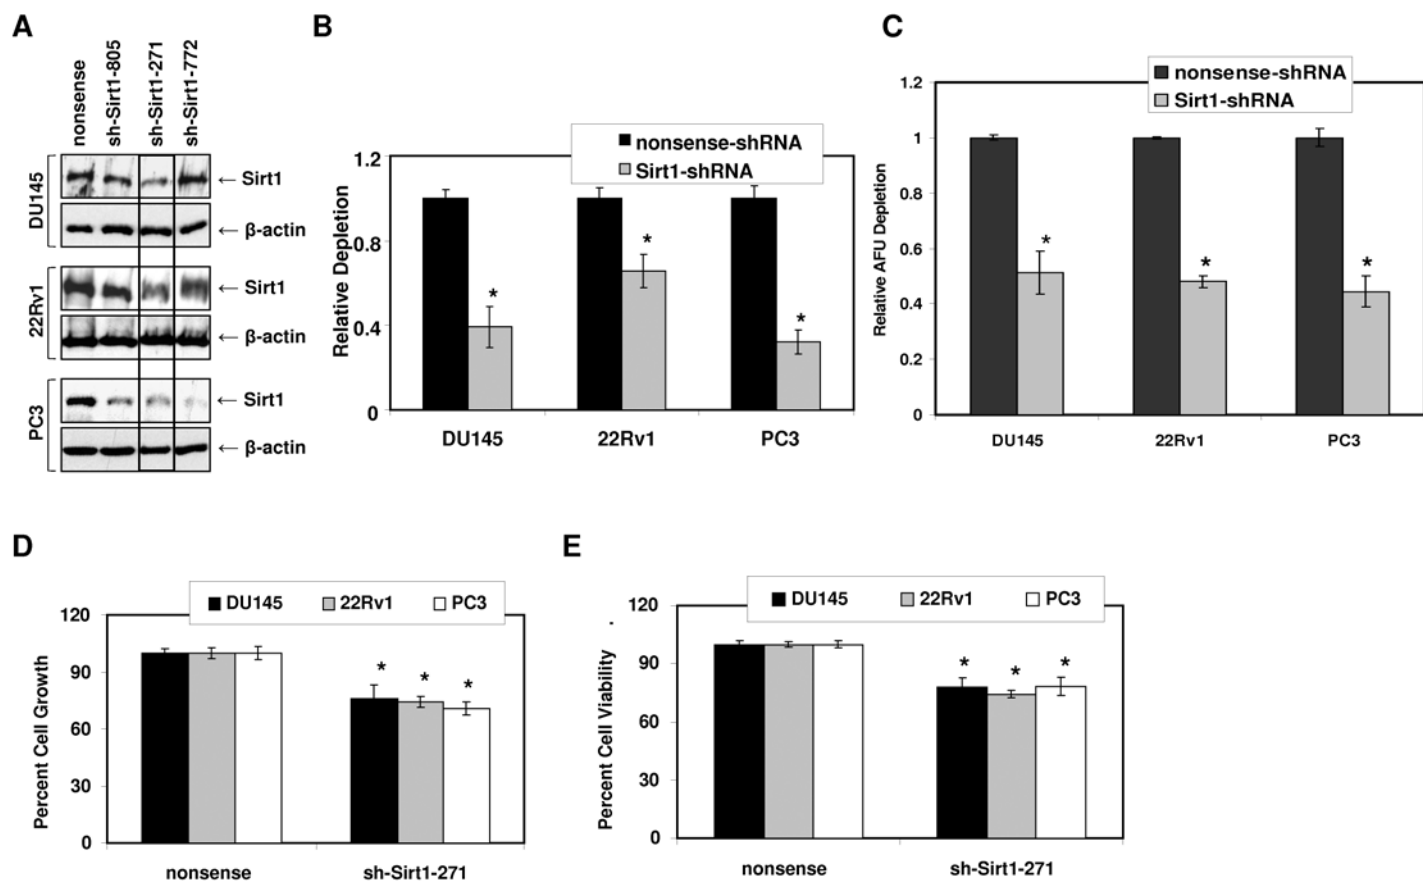 A
nonsense
sh-Sirt1-805
sh-Sirt1-271
sh-Sirt1-772
DU145
← Sirt1
← β-actin
22Rv1
← Sirt1
← β-actin
PC3
← Sirt1
← β-actin
B
nonsense-shRNA
Sirt1-shRNA
Relative Depletion
1.2
0.8
0.4
0
*
*
*
DU145 22Rv1 PC3
C
nonsense-shRNA
Sirt1-shRNA
Relative AFU Depletion
1.2
1
0.8
0.6
0.4
0.2
0
*
*
*
DU145 22Rv1 PC3
D
DU145 22Rv1 PC3
Percent Cell Growth
120
90
60
30
0
* * *
nonsense sh-Sirt1-271
E
DU145 22Rv1 PC3
Percent Cell Viability
120
90
60
30
0
* * *
nonsense sh-Sirt1-271